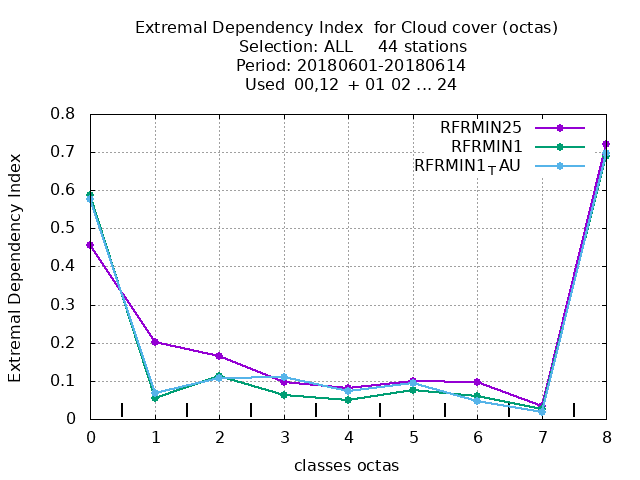 Extremal Dependency Index for Cloud cover (octas)
Selection: ALL 44 stations
Period: 20180601-20180614
Used 00,12 + 01 02 ... 24
Extremal Dependency Index
0.8
0.7
0.6
0.5
0.4
0.3
0.2
0.1
0
RFRMIN25
RFRMIN1
RFRMIN1TAU
0 1 2 3 4 5 6 7 8
classes octas